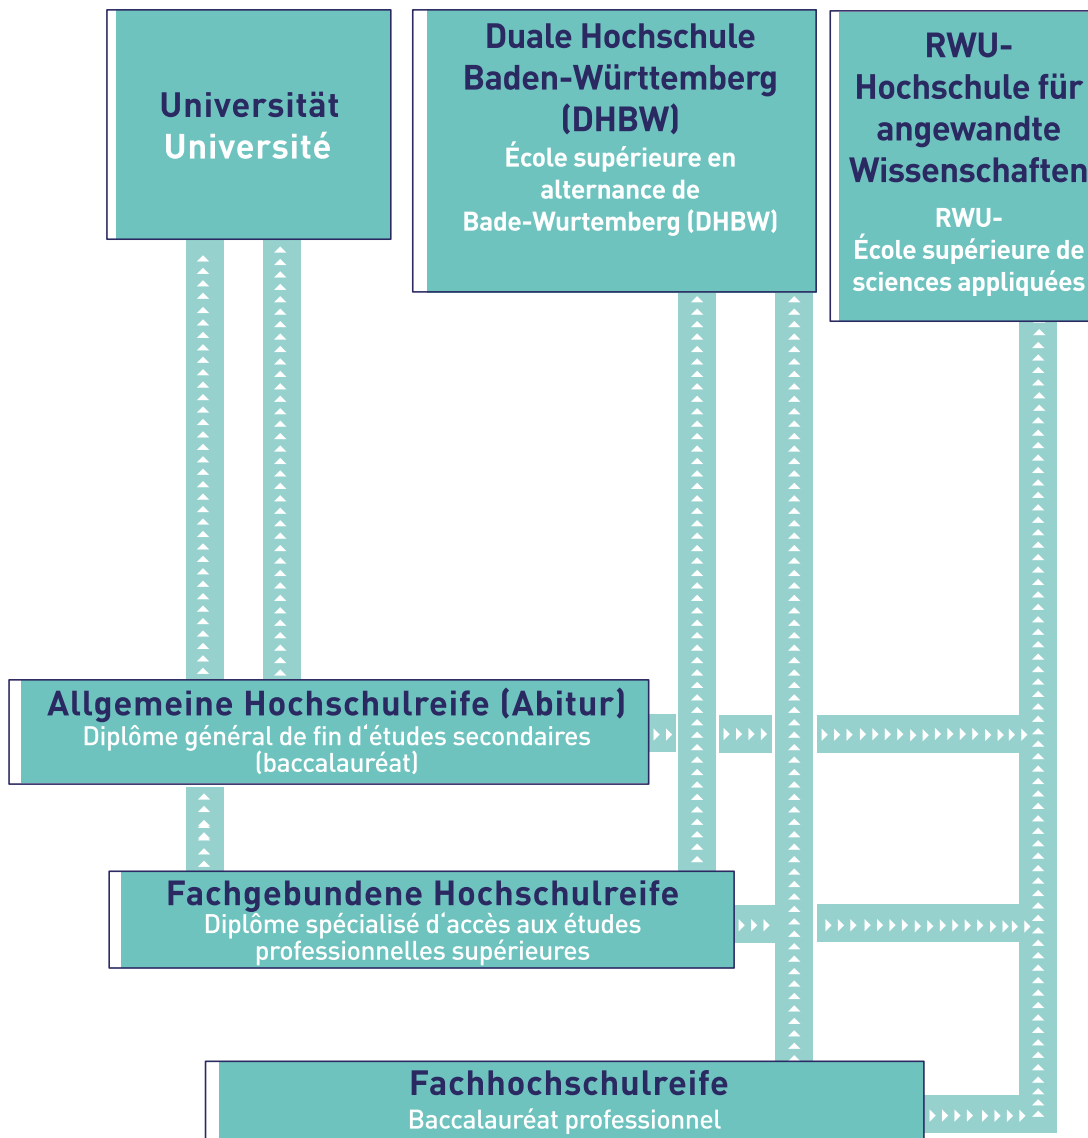 Universität
Université
Duale Hochschule
Baden-Württemberg
(DHBW)
École supérieure en
alternance de
Bade-Wurtemberg (DHBW)
RWU-
Hochschule für
angewandte
Wissenschaften
RWU-
École supérieure de
sciences appliquées
Allgemeine Hochschulreife (Abitur)
Diplôme général de fin d'études secondaires
(baccalauréat)
Fachgebundene Hochschulreife
Diplôme spécialisé d'accès aux études
professionnelles supérieures
Fachhochschulreife
Baccalauréat professionnel